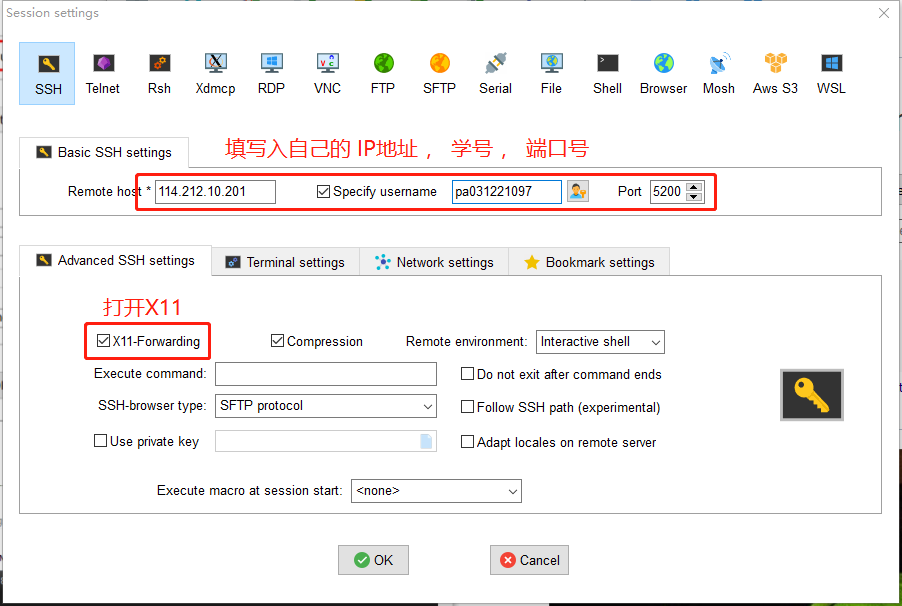 Session settings
SSH Telnet Rsh Xdmcp RDP VNC FTP SFTP Serial File Shell Browser Mosh Aws S3 WSL
填写入自己的 IP地址 ， 学号 ， 端口号
Basic SSH settings
Remote host * 114.212.10.201 Specify username pa031221097 Port 5200
Advanced SSH settings Terminal settings Network settings Bookmark settings
打开X11
X11-Forwarding Compression Remote environment: Interactive shell
Execute command: Do not exit after command ends
SSH-browser type: SFTP protocol Follow SSH path (experimental)
Use private key Adapt locales on remote server
Execute macro at session start: <none>
OK Cancel